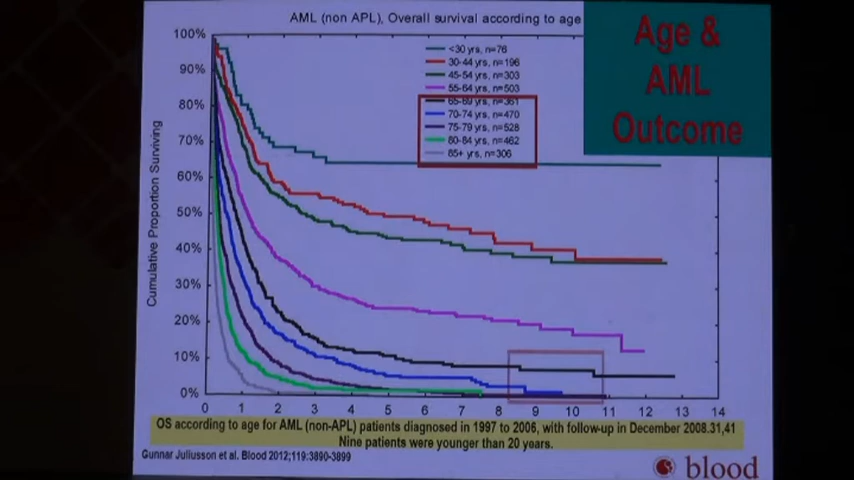 AML (non APL), Overall survival according to age
Age &
AML
Outcome
<30 yrs, n=76
30-44 yrs, n=196
45-54 yrs, n=303
55-64 yrs, n=503
65-69 yrs, n=361
70-74 yrs, n=470
75-79 yrs, n=528
80-84 yrs, n=462
85+ yrs, n=306
Cumulative Proportion Surviving
100%
90%
80%
70%
60%
50%
40%
30%
20%
10%
0%
0 1 2 3 4 5 6 7 8 9 10 11 12 13 14
OS according to age for AML (non-APL) patients diagnosed in 1997 to 2006, with follow-up in December 2008.31,41
Nine patients were younger than 20 years.
Gunnar Juliusson et al. Blood 2012;119:3890-3899
blood